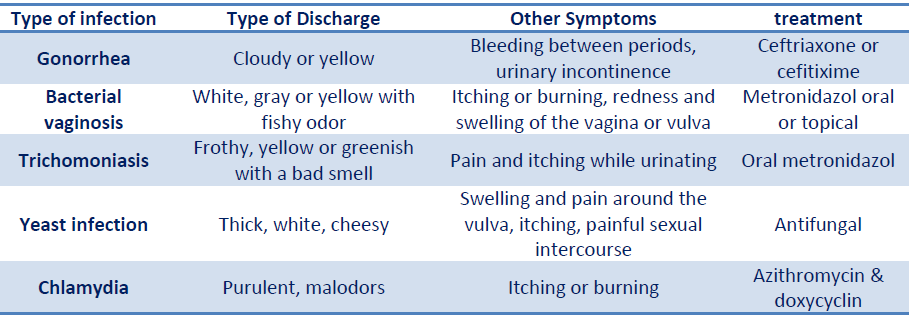 Type of infection Type of Discharge Other Symptoms treatment
Gonorrhea Cloudy or yellow Bleeding between periods, urinary incontinence Ceftriaxone or cefitixime
Bacterial vaginosis White, gray or yellow with fishy odor Itching or burning, redness and swelling of the vagina or vulva Metronidazol oral or topical
Trichomoniasis Frothy, yellow or greenish with a bad smell Pain and itching while urinating Oral metronidazol
Yeast infection Thick, white, cheesy Swelling and pain around the vulva, itching, painful sexual intercourse Antifungal
Chlamydia Purulent, malodors Itching or burning Azithromycin & doxycyclin